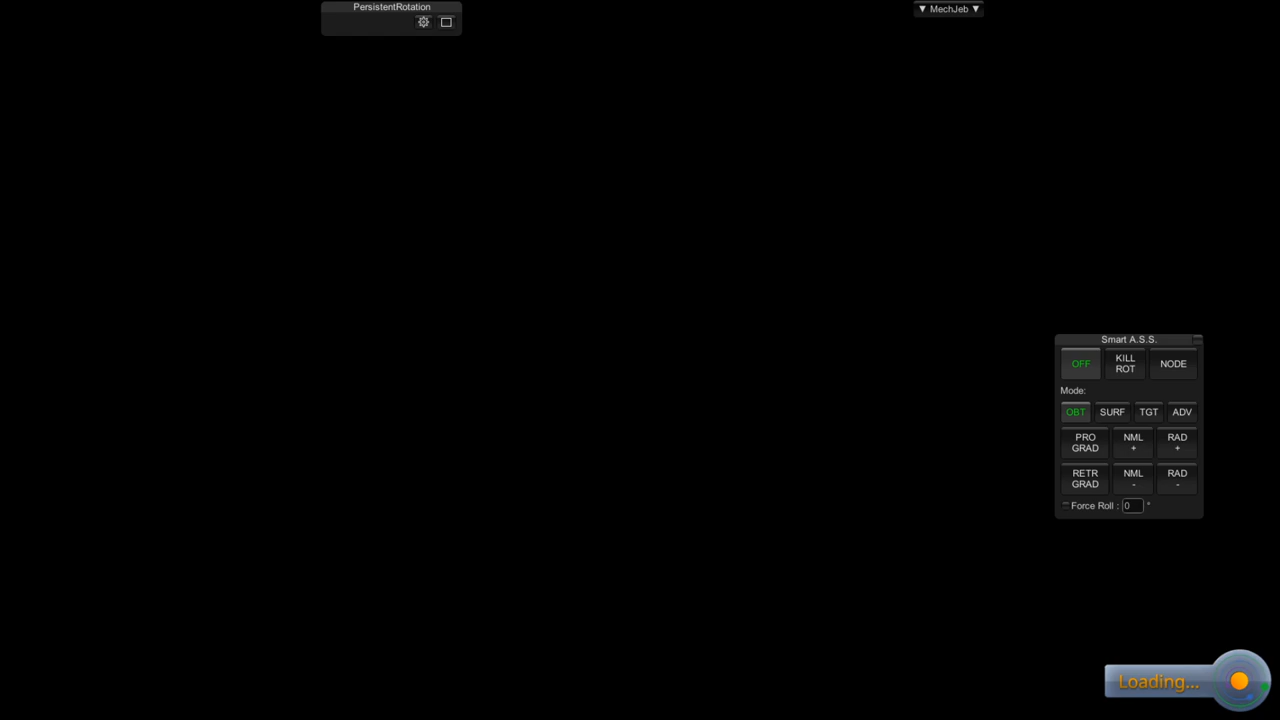 PersistentRotation
▼ MechJeb ▼
Smart A.S.S.
OFF
KILL
ROT
NODE
Mode:
OBT SURF TGT ADV
PRO
GRAD
NML
+
RAD
+
RETR
GRAD
NML
-
RAD
-
Force Roll : 0 °
Loading...